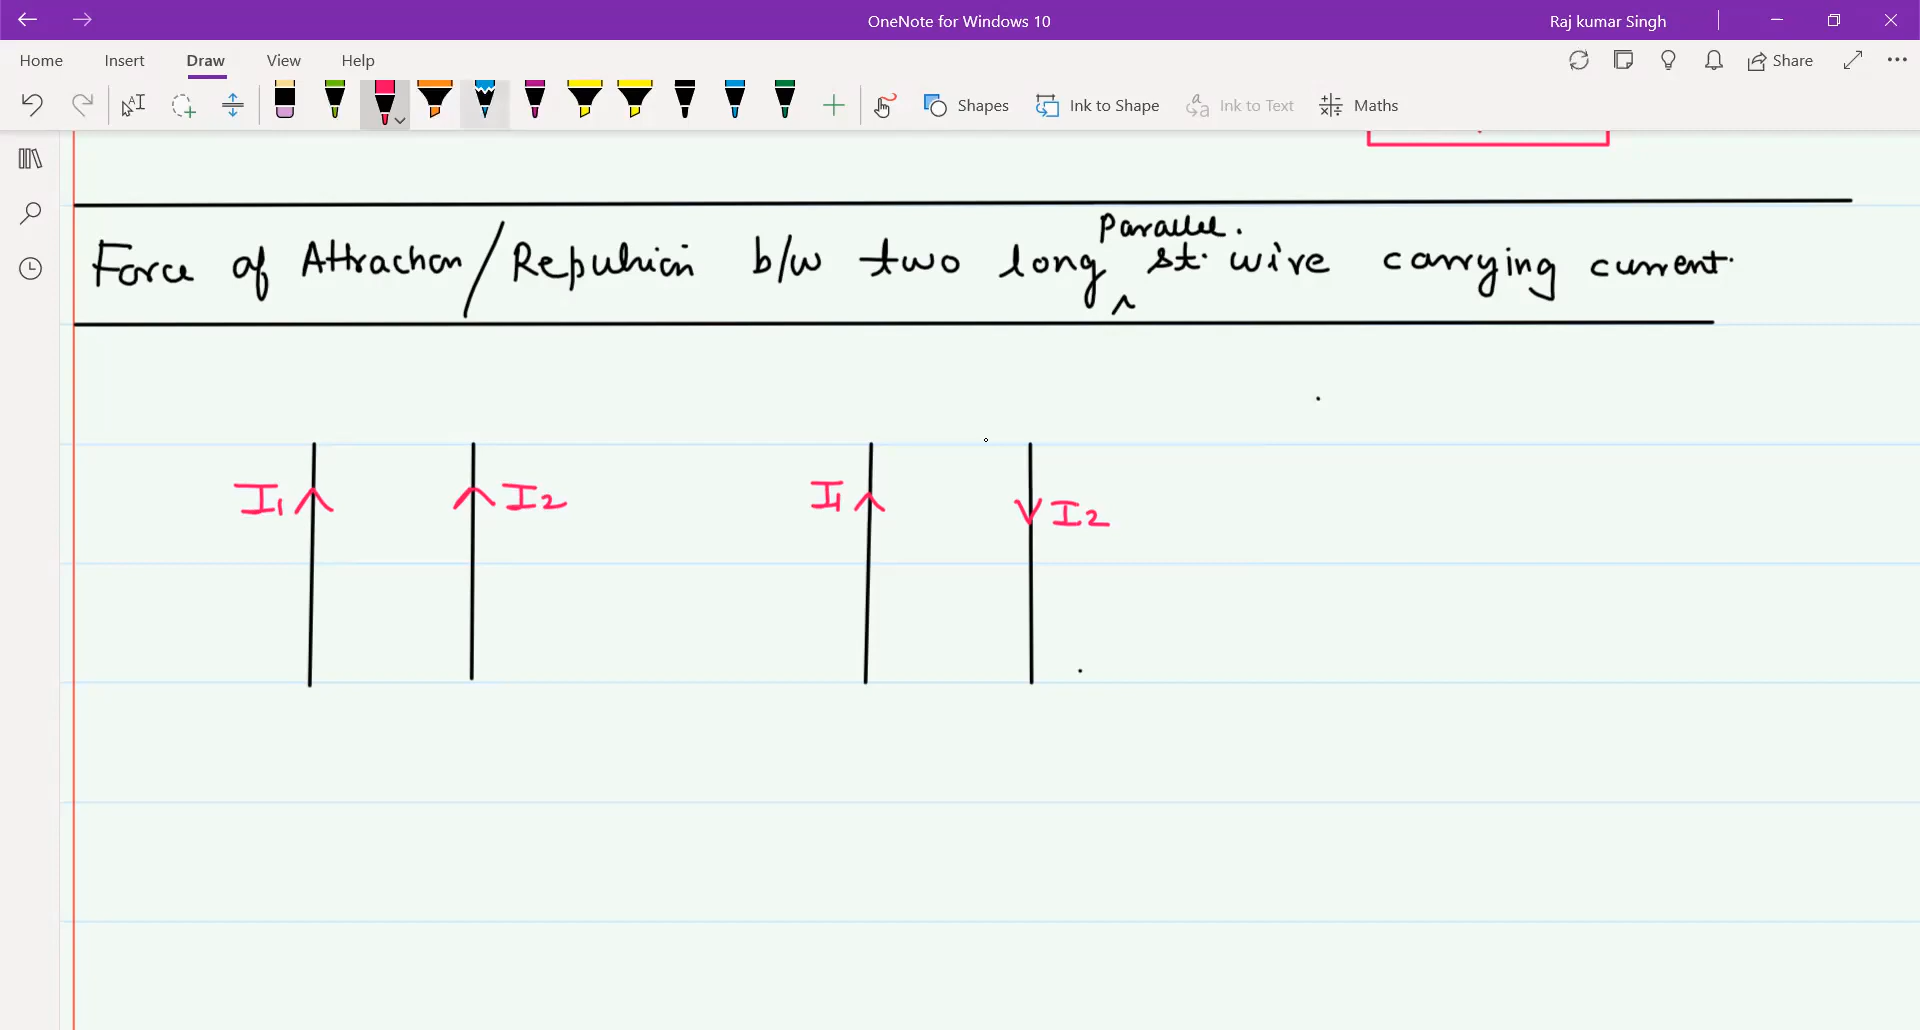 OneNote for Windows 10
Raj kumar Singh
Home Insert Draw View Help
Share
Shapes Ink to Shape Ink to Text Maths
Parallel.
Force of Attraction/Repulsion b/w two long st. wire carrying current.
I1 I2 I1 I2